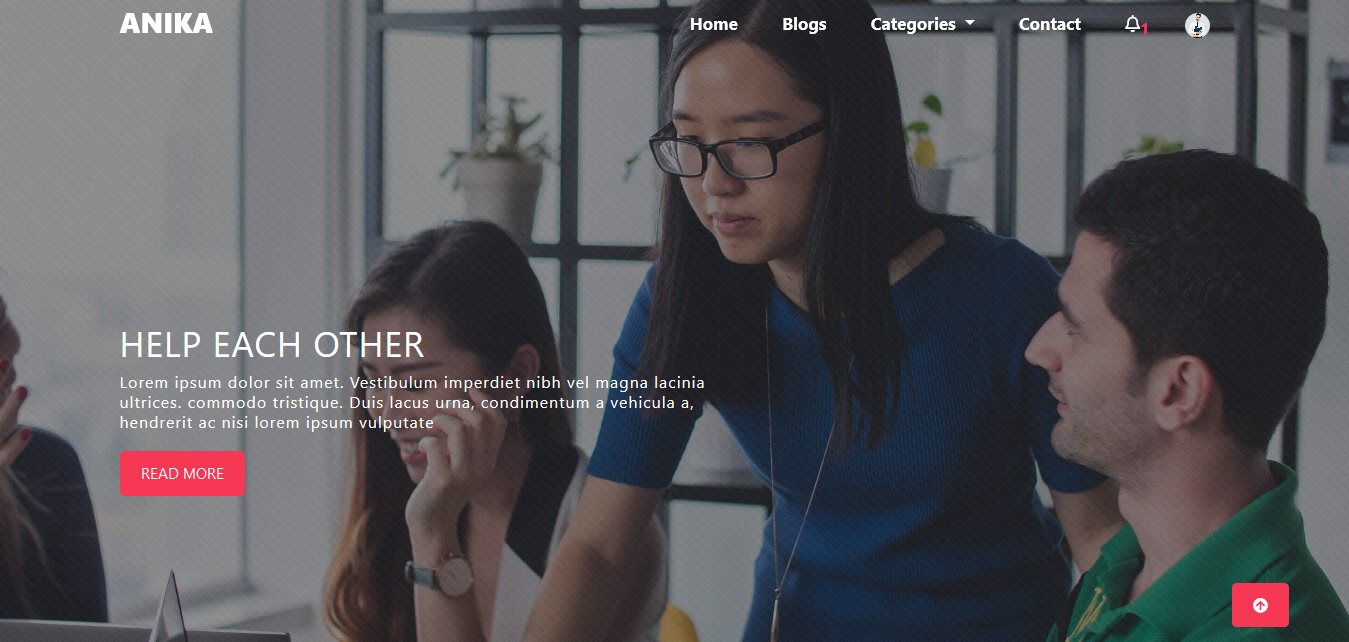 ANIKA
Home
Blogs
Categories
Contact
1
HELP EACH OTHER
Lorem ipsum dolor sit amet. Vestibulum imperdiet nibh vel magna lacinia
ultrices. commodo tristique. Duis lacus urna, condimentum a vehicula a,
hendrerit ac nisi lorem ipsum vulputate
READ MORE